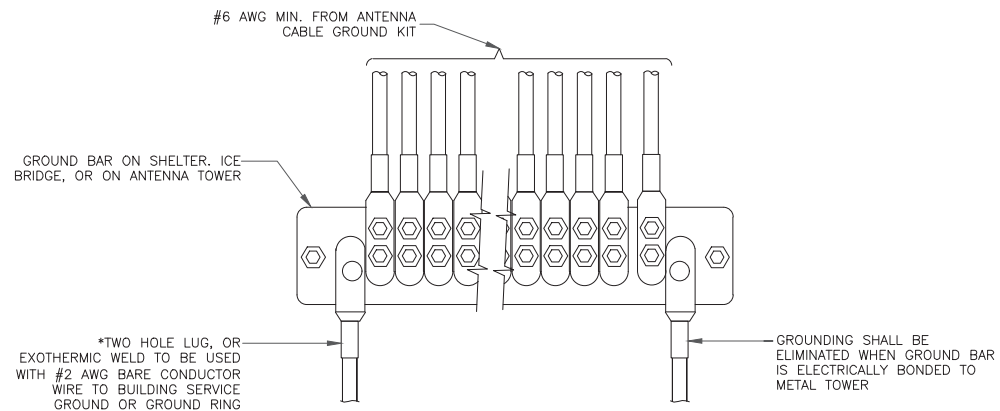 #6 AWG MIN. FROM ANTENNA
CABLE GROUND KIT
GROUND BAR ON SHELTER. ICE
BRIDGE, OR ON ANTENNA TOWER
*TWO HOLE LUG, OR
EXOTHERMIC WELD TO BE USED
WITH #2 AWG BARE CONDUCTOR
WIRE TO BUILDING SERVICE
GROUND OR GROUND RING
GROUNDING SHALL BE
ELIMINATED WHEN GROUND BAR
IS ELECTRICALLY BONDED TO
METAL TOWER